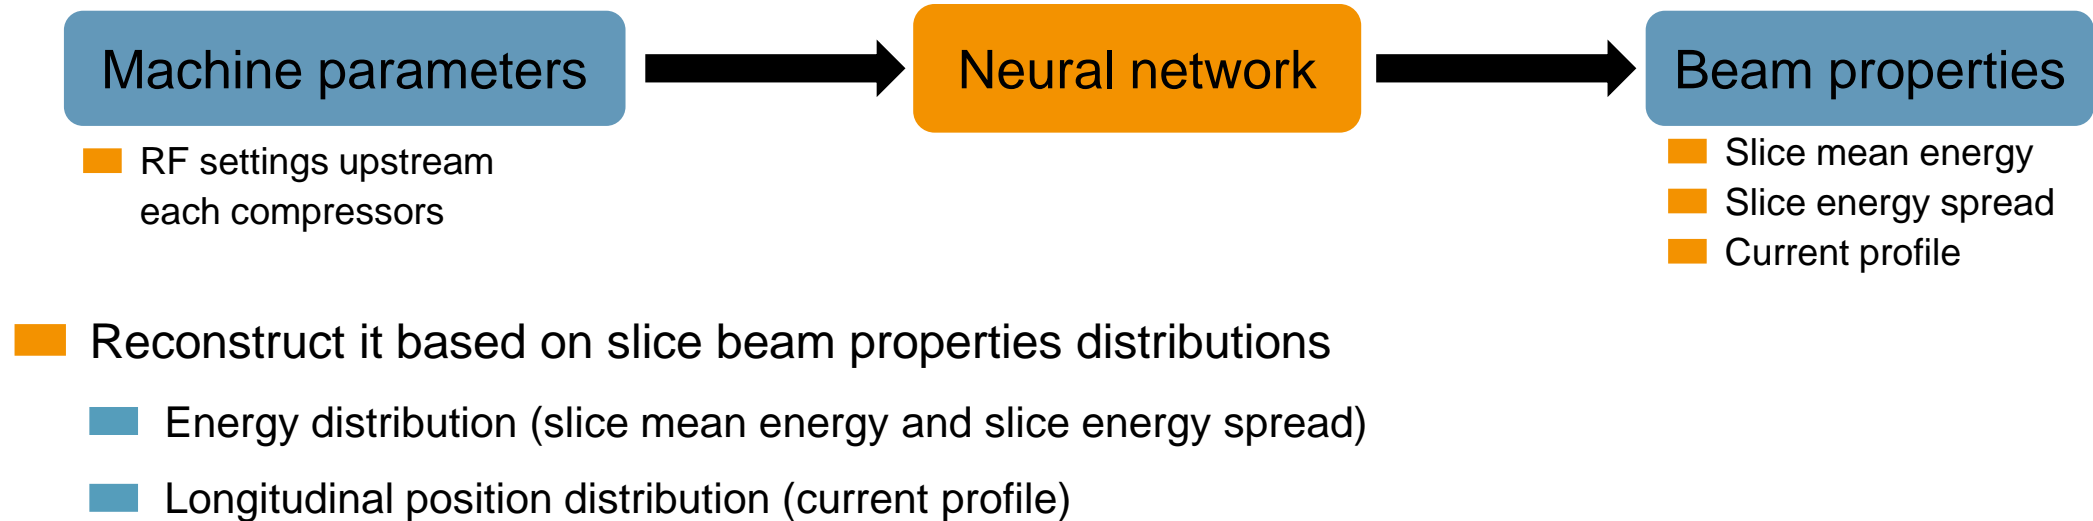 Machine parameters
Neural network
Beam properties
RF settings upstream
each compressors
Slice mean energy
Slice energy spread
Current profile
Reconstruct it based on slice beam properties distributions
Energy distribution (slice mean energy and slice energy spread)
Longitudinal position distribution (current profile)